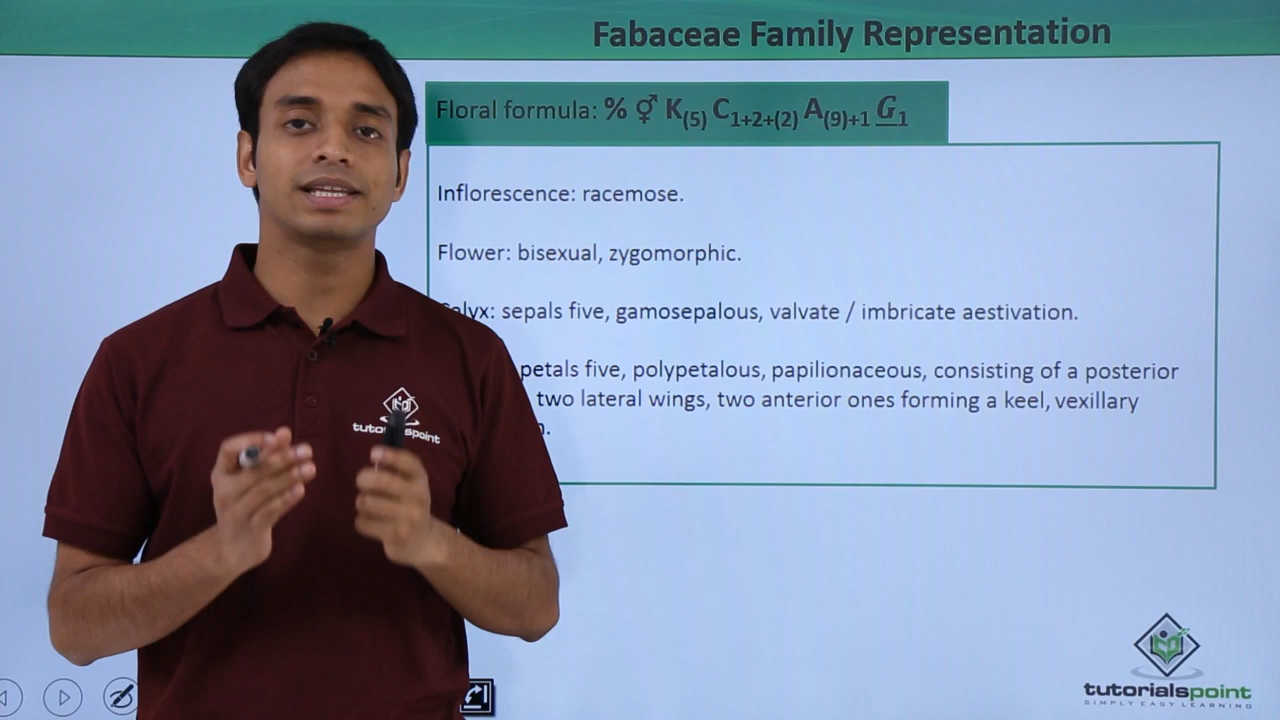 Fabaceae Family Representation
Floral formula: % ⚥ K(5) C1+2+(2) A(9)+1 G1
Inflorescence: racemose.
Flower: bisexual, zygomorphic.
sepals five, gamosepalous, valvate / imbricate aestivation.
petals five, polypetalous, papilionaceous, consisting of a posterior
two lateral wings, two anterior ones forming a keel, vexillary
tutorialspoint
SIMPLY EASY LEARNING